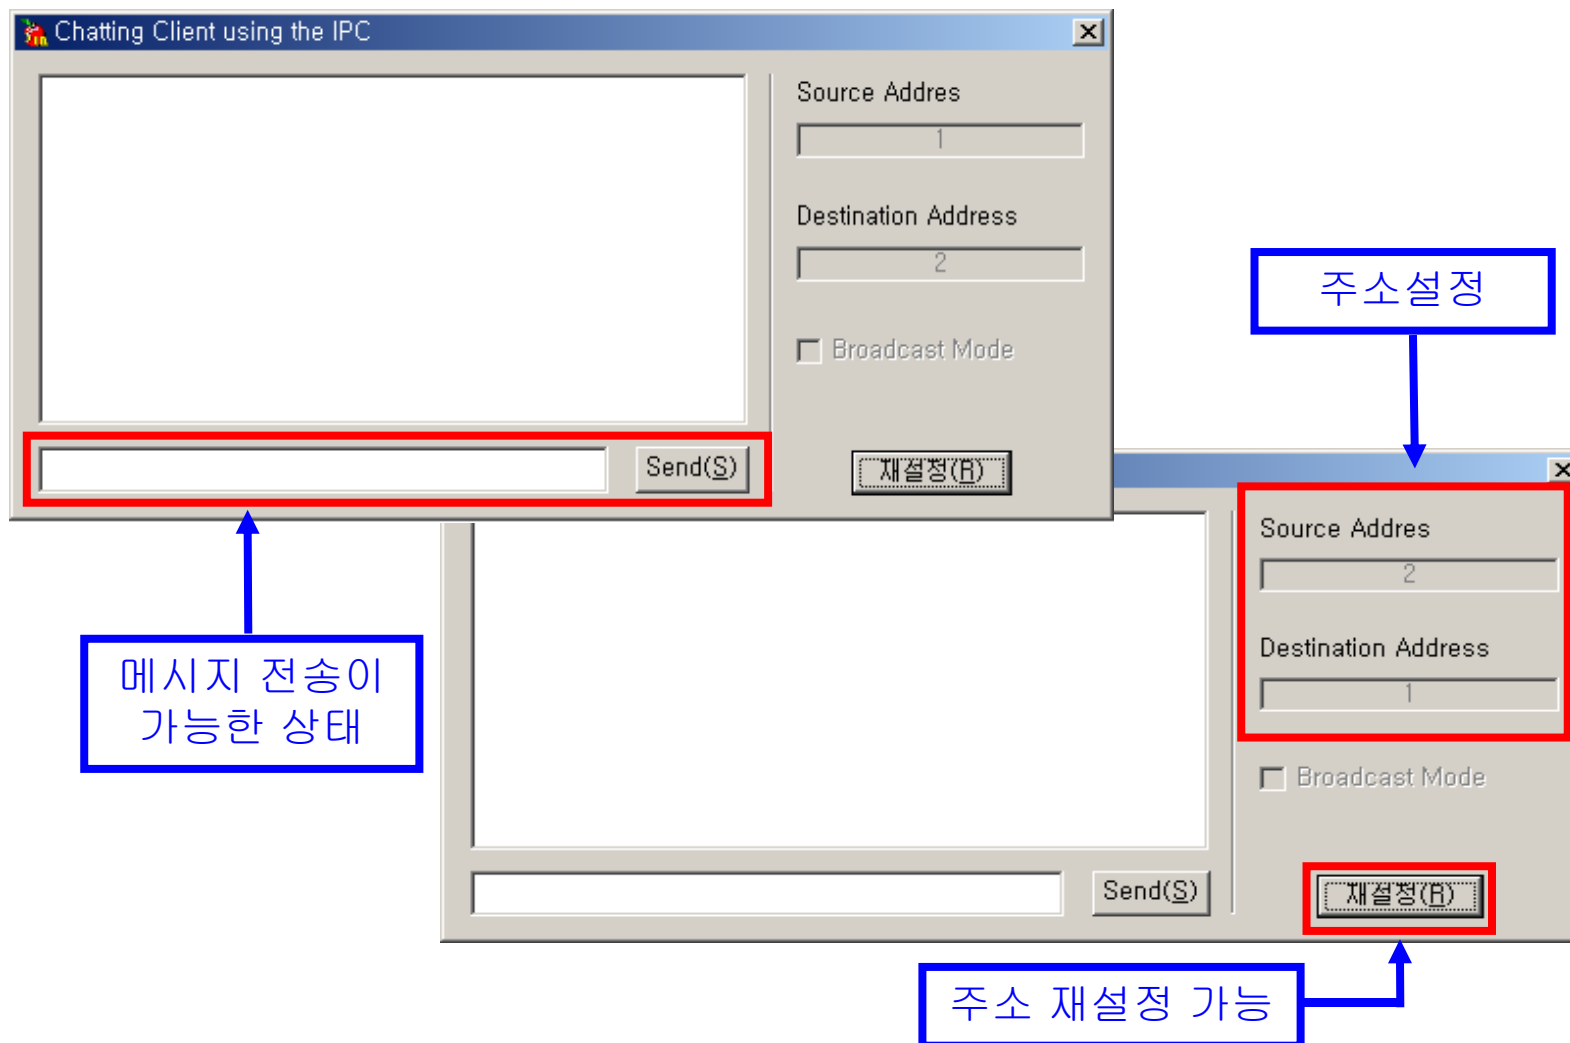 Chatting Client using the IPC
Source Addres
1
Destination Address
2
Broadcast Mode
Send(S)
재설정(R)
주소설정
메시지 전송이
가능한 상태
Source Addres
2
Destination Address
1
Broadcast Mode
Send(S)
재설정(R)
주소 재설정 가능